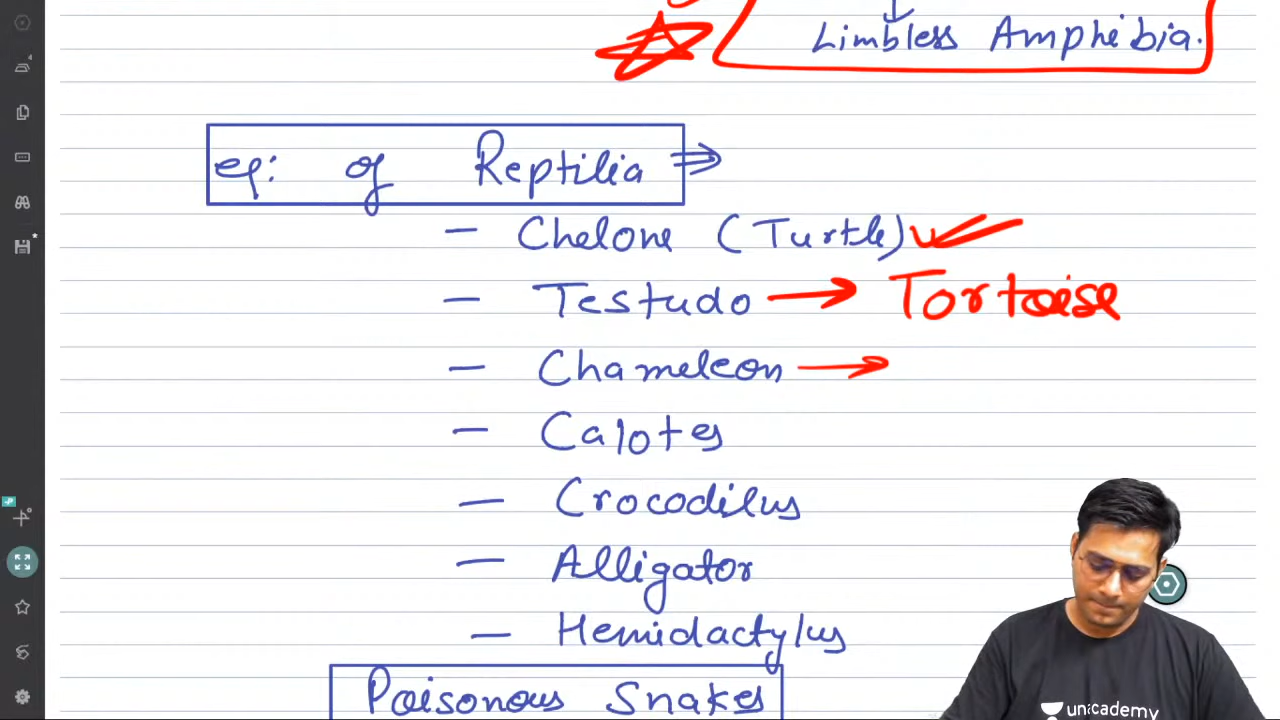 Limbless Amphibia.
eg: of Reptilia ⇒
- Chelone (Turtle)
- Testudo → Tortoise
- Chameleon →
- Calotes
- Crocodilus
- Alligator
- Hemidactylus
Poisonous Snakes
unacademy